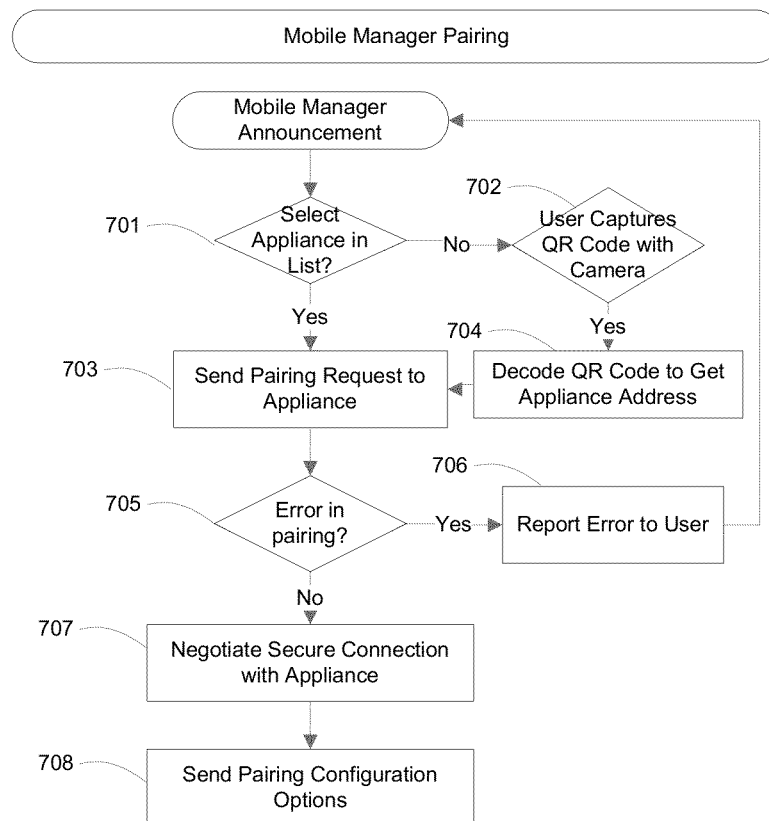 Mobile Manager Pairing
Mobile Manager
Announcement
702
701
Select
Appliance in
List?
No
User Captures
QR Code with
Camera
Yes
Yes
704
703
Send Pairing Request to
Appliance
Decode QR Code to Get
Appliance Address
706
705
Error in
pairing?
Yes
Report Error to User
No
707
Negotiate Secure Connection
with Appliance
708
Send Pairing Configuration
Options